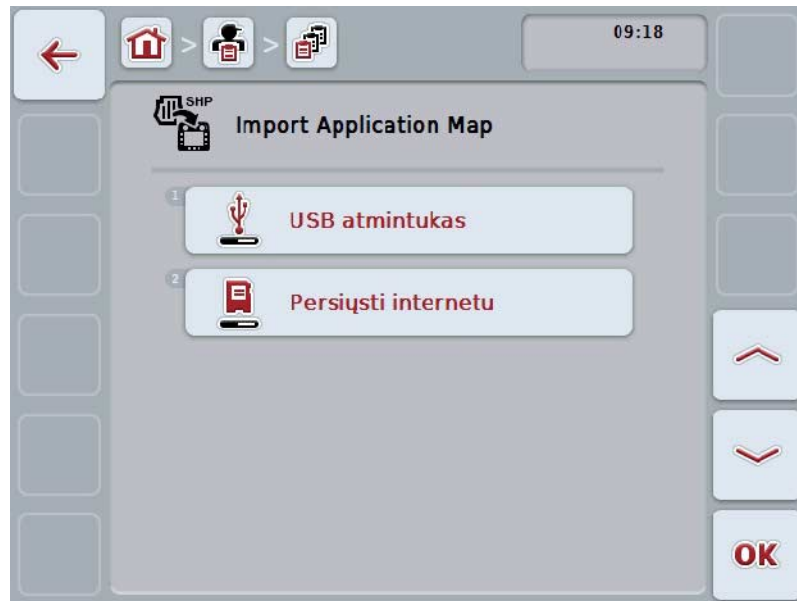 09:18
SHP
Import Application Map
1
USB atmintukas
2
Persiųsti internetu
OK